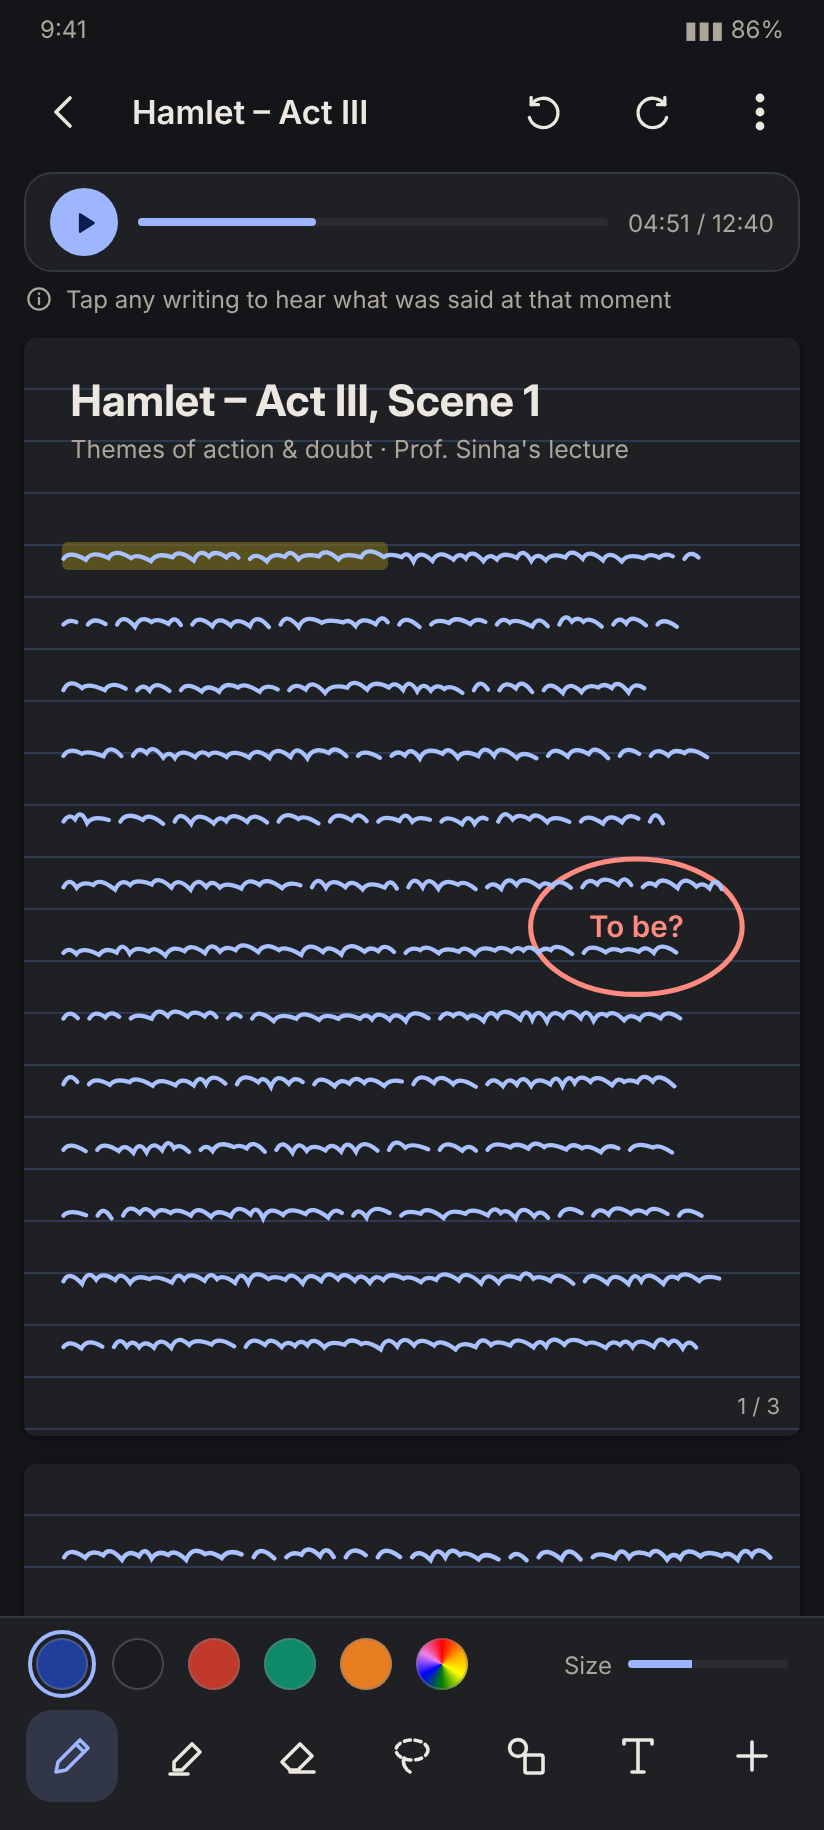 9:41
86%
Hamlet – Act III
04:51 / 12:40
Tap any writing to hear what was said at that moment
Hamlet – Act III, Scene 1
Themes of action & doubt · Prof. Sinha's lecture
To be?
1 / 3
Size
T